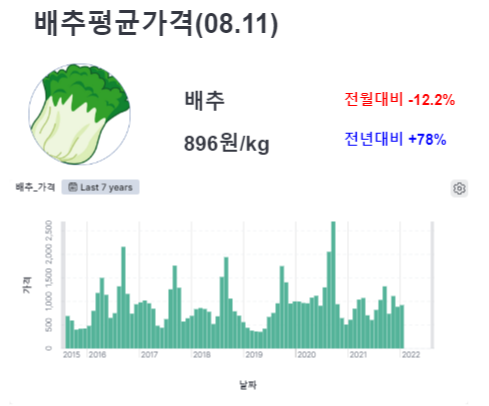 배추평균가격(08.11)
배추
전월대비 -12.2%
896원/kg
전년대비 +78%
배추_가격
Last 7 years
가격
2,500
2,000
1,500
1,000
500
0
2015 2016 2017 2018 2019 2020 2021 2022
날짜